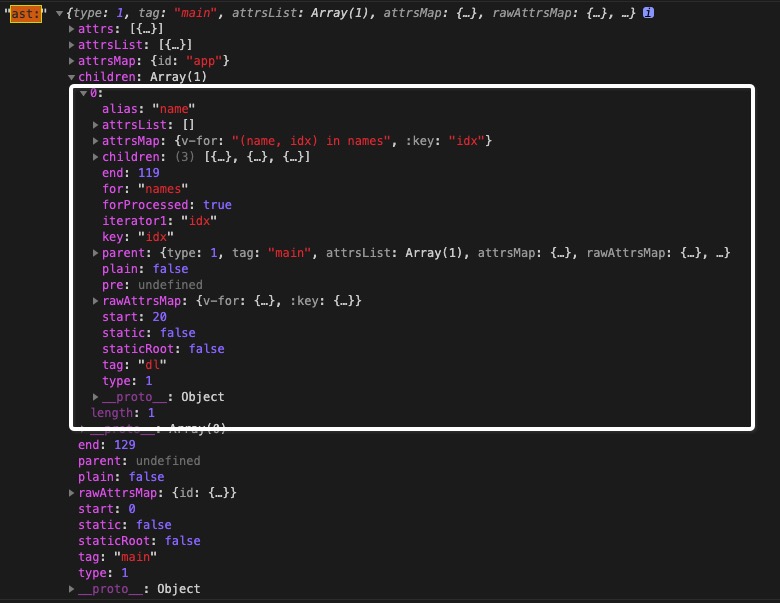 "ast:" ▼{type: 1, tag: "main", attrsList: Array(1), attrsMap: {…}, rawAttrsMap: {…}, …} i
▶attrs: [{…}]
▶attrsList: [{…}]
▶attrsMap: {id: "app"}
▼children: Array(1)
▼0:
alias: "name"
▶attrsList: []
▶attrsMap: {v-for: "(name, idx) in names", :key: "idx"}
▶children: (3) [{…}, {…}, {…}]
end: 119
for: "names"
forProcessed: true
iterator1: "idx"
key: "idx"
▶parent: {type: 1, tag: "main", attrsList: Array(1), attrsMap: {…}, rawAttrsMap: {…}, …}
plain: false
pre: undefined
▶rawAttrsMap: {v-for: {…}, :key: {…}}
start: 20
static: false
staticRoot: false
tag: "dl"
type: 1
▶__proto__: Object
length: 1
▶__proto__: Array(0)
end: 129
parent: undefined
plain: false
▶rawAttrsMap: {id: {…}}
start: 0
static: false
staticRoot: false
tag: "main"
type: 1
▶__proto__: Object